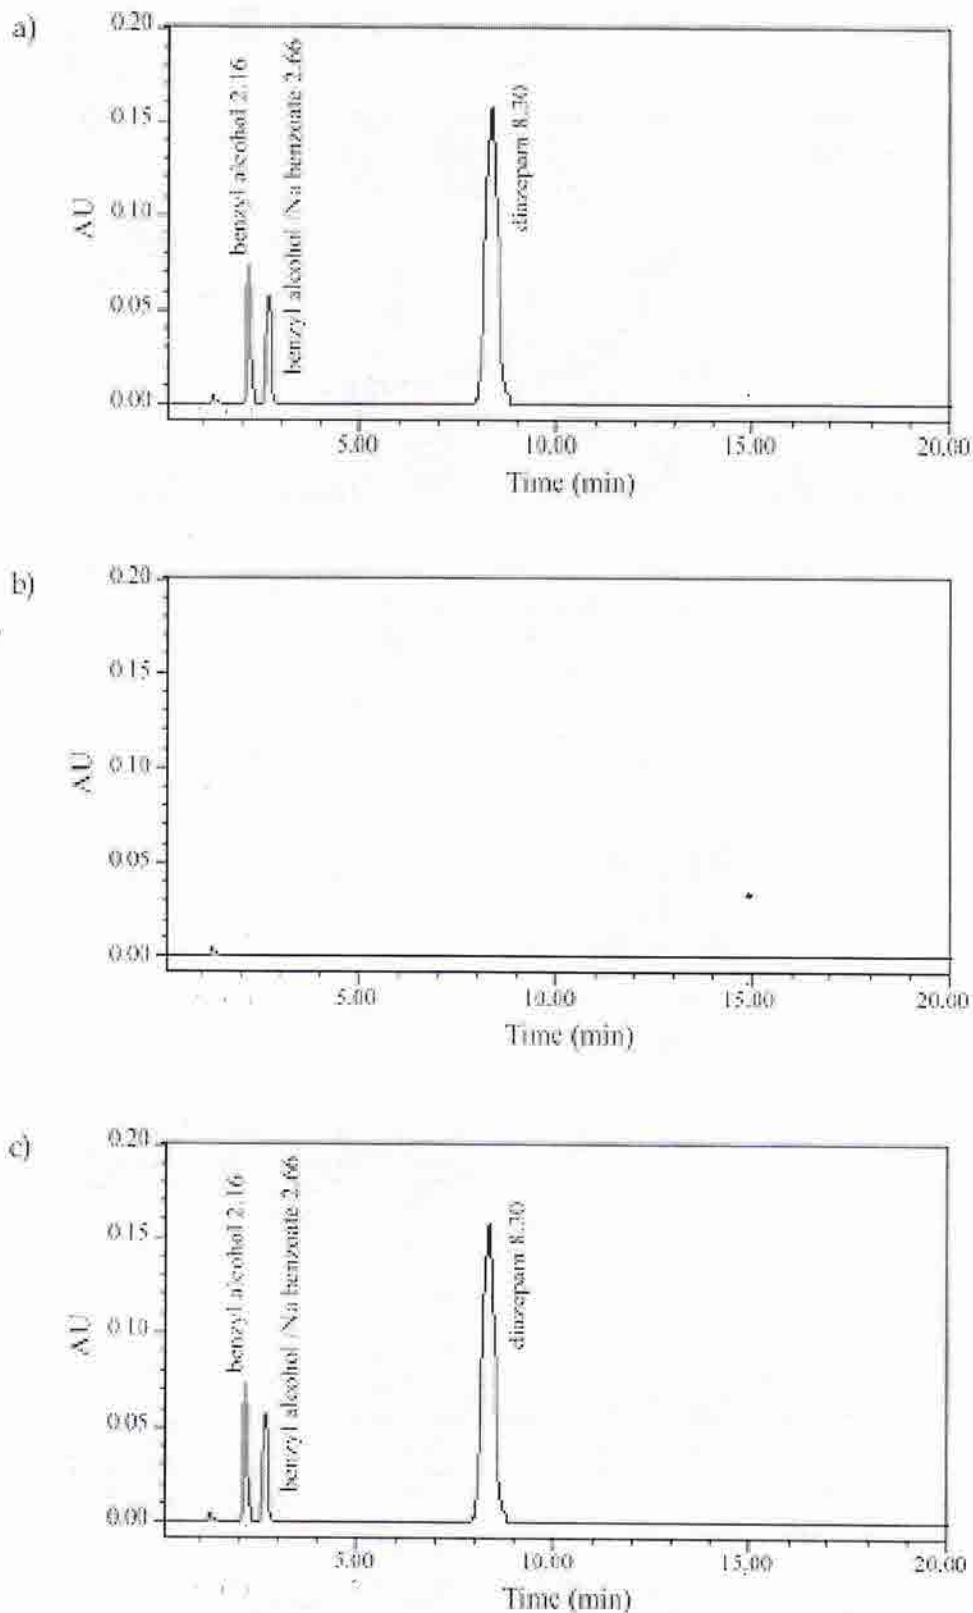 a)
0.20
0.15
0.10
0.05
0.00
AU
benzyl alcohol 2.16
benzyl alcohol /Na benzoate 2.66
diazepam 8.30
5.00 10.00 15.00 20.00
Time (min)
b)
0.20
0.15
0.10
0.05
0.00
AU
5.00 10.00 15.00 20.00
Time (min)
c)
0.20
0.15
0.10
0.05
0.00
AU
benzyl alcohol 2.16
benzyl alcohol /Na benzoate 2.66
diazepam 8.30
5.00 10.00 15.00 20.00
Time (min)